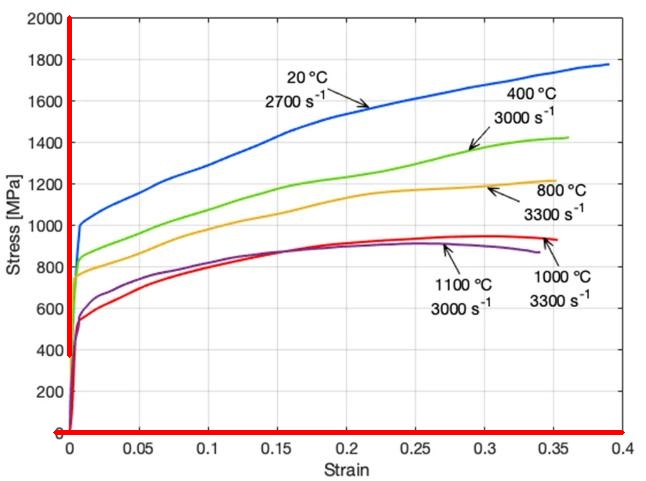 2000
1800
1600
1400
1200
1000
800
600
400
200
0
Stress [MPa]
20 °C
2700 s⁻¹
400 °C
3000 s⁻¹
800 °C
3300 s⁻¹
1100 °C
3000 s⁻¹
1000 °C
3300 s⁻¹
0 0.05 0.1 0.15 0.2 0.25 0.3 0.35 0.4
Strain